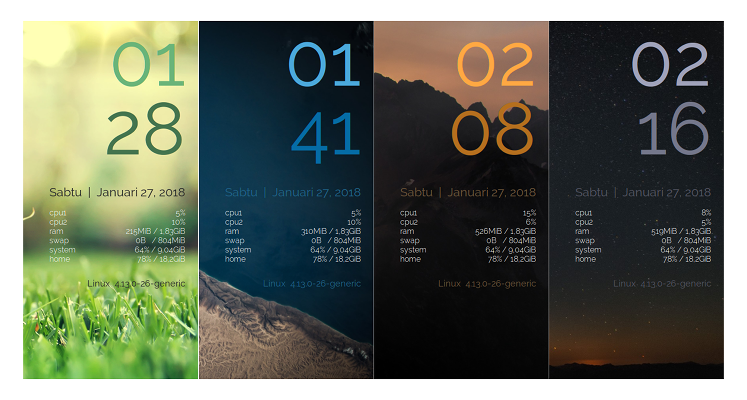 01
28
Sabtu | Januari 27, 2018
cpu1 5%
cpu2 10%
ram 215MiB / 1,83GiB
swap 0B / 804MiB
system 64% / 9,04GiB
home 78% / 18,2GiB
Linux 4.13.0-26-generic
01
41
Sabtu | Januari 27, 2018
cpu1 5%
cpu2 10%
ram 310MiB / 1,83GiB
swap 0B / 804MiB
system 64% / 9,04GiB
home 78% / 18,2GiB
Linux 4.13.0-26-generic
02
08
Sabtu | Januari 27, 2018
cpu1 15%
cpu2 6%
ram 526MiB / 1,83GiB
swap 0B / 804MiB
system 64% / 9,04GiB
home 78% / 18,2GiB
Linux 4.13.0-26-generic
02
16
Sabtu | Januari 27, 2018
cpu1 8%
cpu2 5%
ram 519MiB / 1,83GiB
swap 0B / 804MiB
system 64% / 9,04GiB
home 78% / 18,2GiB
Linux 4.13.0-26-generic